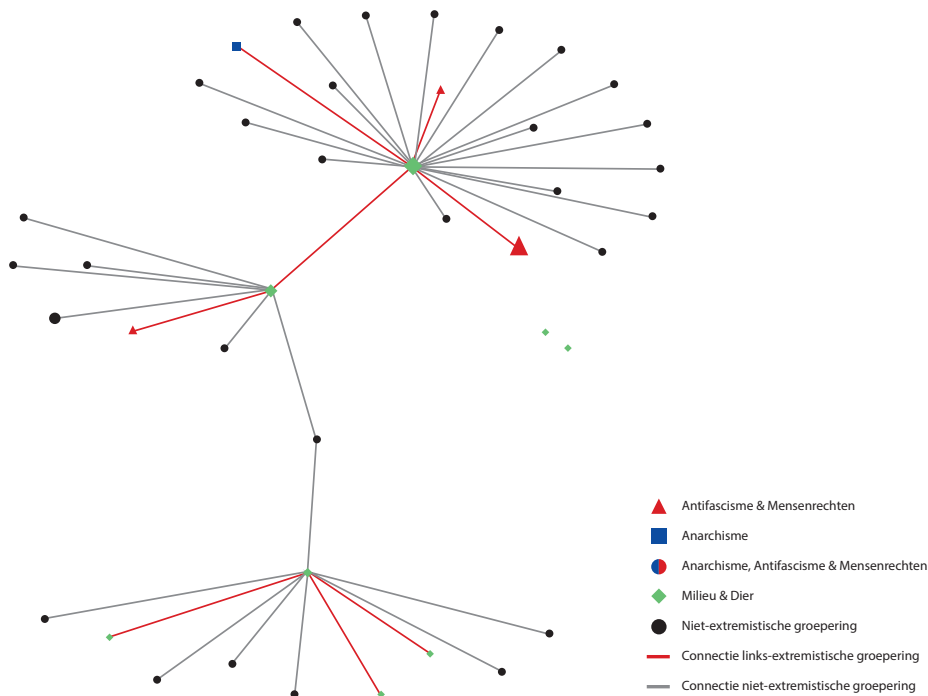 Antifascisme & Mensenrechten
Anarchisme
Anarchisme, Antifascisme & Mensenrechten
Milieu & Dier
Niet-extremistische groepering
Connectie links-extremistische groepering
Connectie niet-extremistische groepering